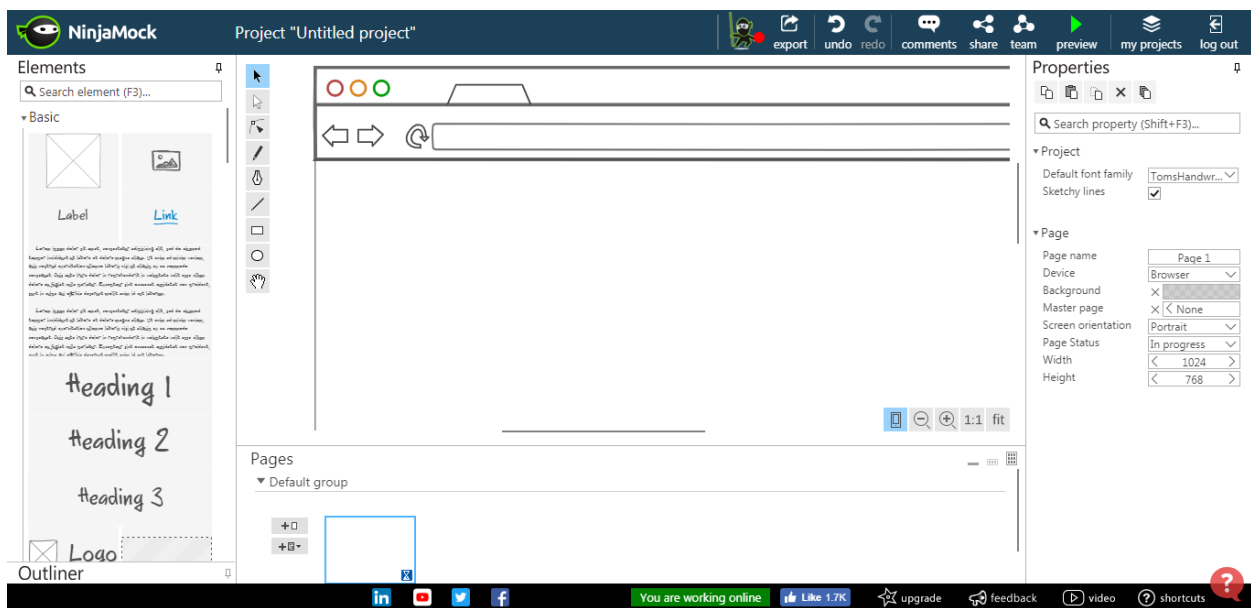 NinjaMock
Project "Untitled project"
export
undo
redo
comments
share
team
preview
my projects
log out
Elements
Search element (F3)...
Basic
Label
Link
Heading 1
Heading 2
Heading 3
Logo
Outliner
1:1
fit
Pages
Default group
Properties
Search property (Shift+F3)...
Project
Default font family TomsHandwr...
Sketchy lines
Page
Page name Page 1
Device Browser
Background
Master page None
Screen orientation Portrait
Page Status In progress
Width 1024
Height 768
in
f
You are working online
Like 1.7K
upgrade
feedback
video
? shortcuts
?